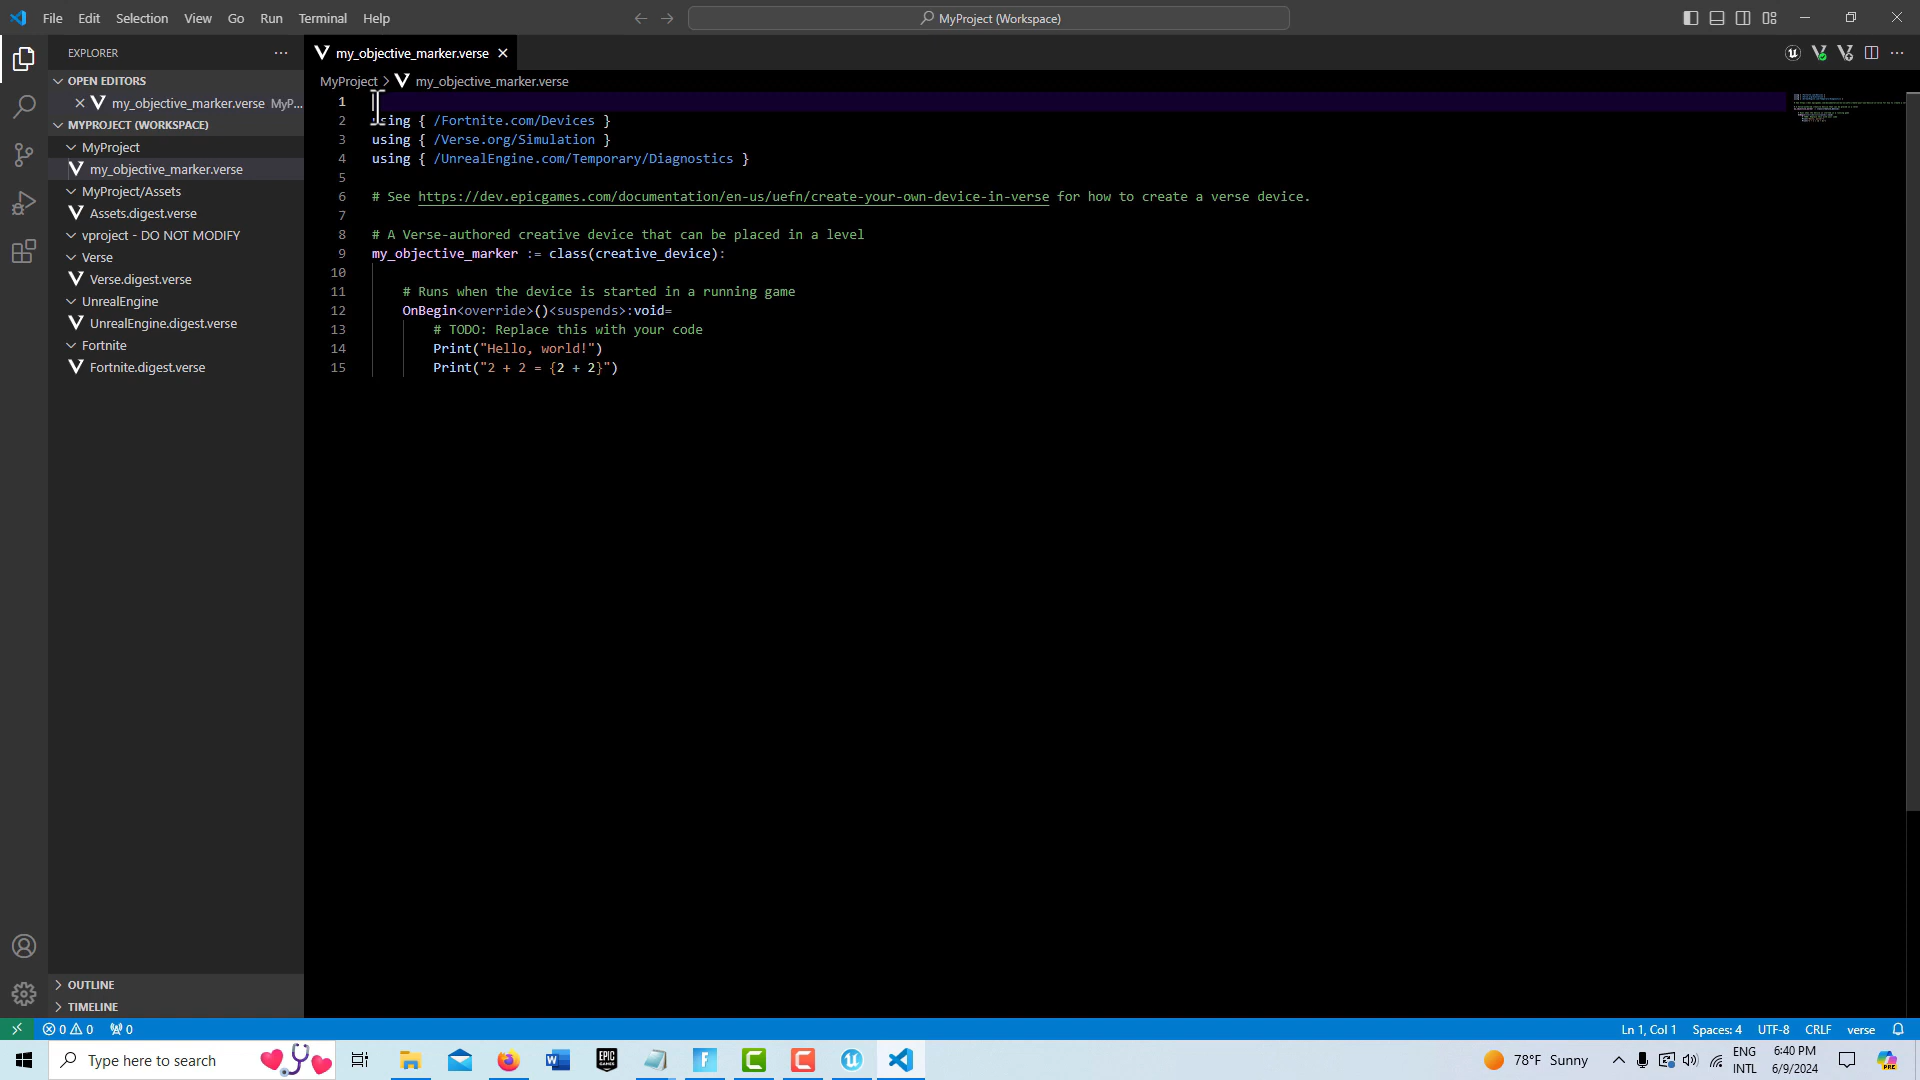 File Edit Selection View Go Run Terminal Help
MyProject (Workspace)
EXPLORER
my_objective_marker.verse
OPEN EDITORS
my_objective_marker.verse MyP...
MYPROJECT (WORKSPACE)
MyProject
my_objective_marker.verse
MyProject/Assets
Assets.digest.verse
vproject - DO NOT MODIFY
Verse
Verse.digest.verse
UnrealEngine
UnrealEngine.digest.verse
Fortnite
Fortnite.digest.verse
OUTLINE
TIMELINE
MyProject > my_objective_marker.verse
1
2 using { /Fortnite.com/Devices }
3 using { /Verse.org/Simulation }
4 using { /UnrealEngine.com/Temporary/Diagnostics }
5
6 # See https://dev.epicgames.com/documentation/en-us/uefn/create-your-own-device-in-verse for how to create a verse device.
7
8 # A Verse-authored creative device that can be placed in a level
9 my_objective_marker := class(creative_device):
10
11 # Runs when the device is started in a running game
12 OnBegin<override>()<suspends>:void=
13 # TODO: Replace this with your code
14 Print("Hello, world!")
15 Print("2 + 2 = {2 + 2}")
0 0 0
Ln 1, Col 1 Spaces: 4 UTF-8 CRLF verse
Type here to search
EPIC GAMES
78°F Sunny
ENG
INTL
6:40 PM
6/9/2024
PRE